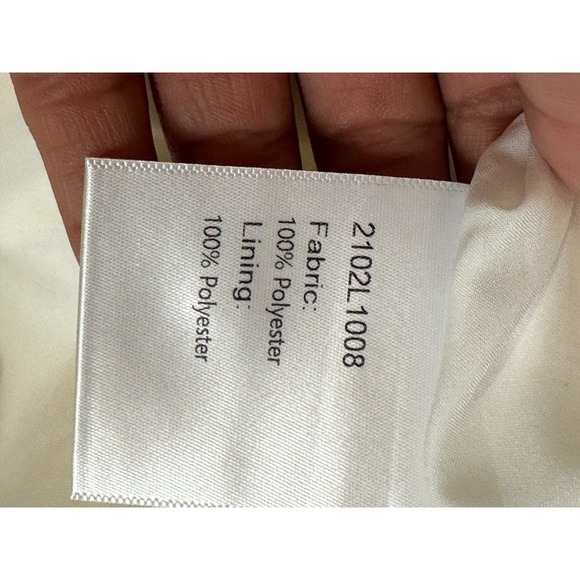 2102L1008
Fabric:
100% Polyester
Lining:
100% Polyester